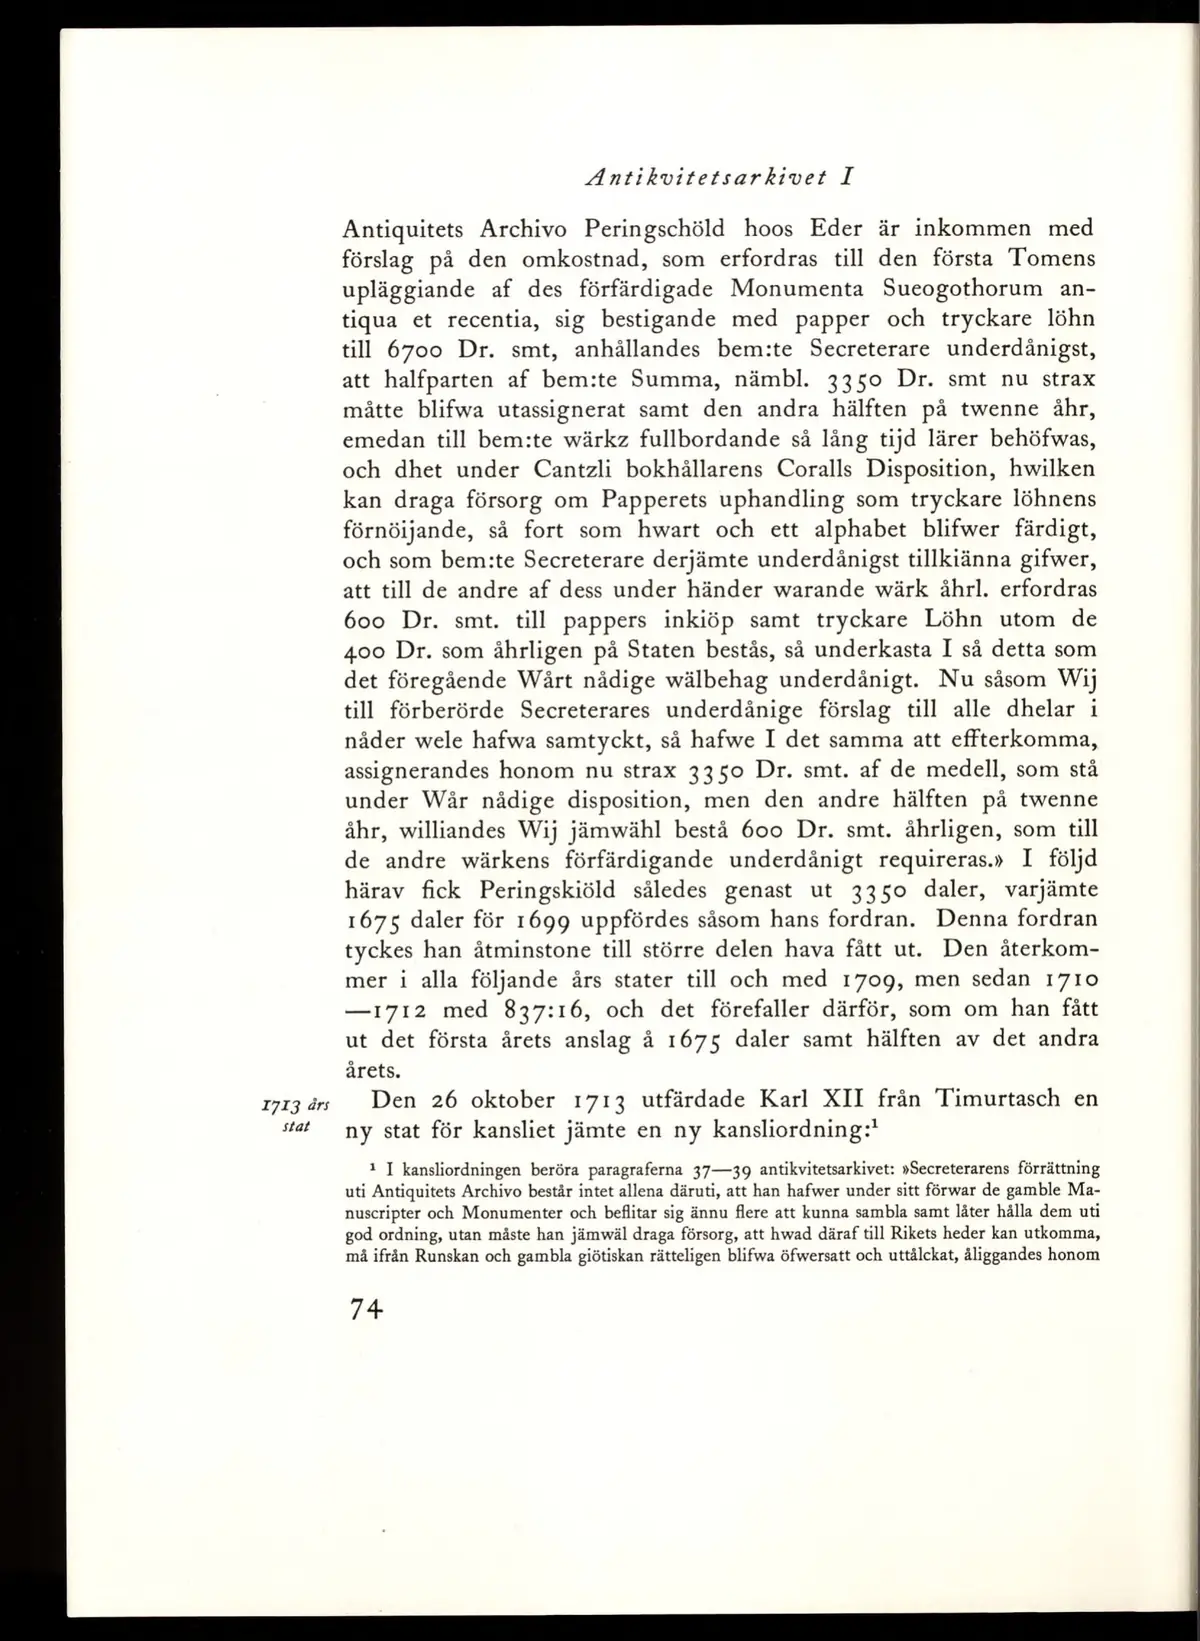 Antikvitetsarkivet I
Antiquitets Archivo Peringschöld hoos Eder är inkommen med
förslag på den omkostnad, som erfordras till den första Tomens
upläggiande af des förfärdigade Monumenta Sueogothorum an-
tiqua et recentia, sig bestigande med papper och tryckare löhn
till 6700 Dr. smt, anhållandes bem:te Secreterare underdånigst,
att halfparten af bem:te Summa, nämbl. 3350 Dr. smt nu strax
måtte blifwa utassignerat samt den andra hälften på twenne åhr,
emedan till bem:te wärkz fullbordande så lång tijd lärer behöfwas,
och dhet under Cantzli bokhållarens Coralls Disposition, hwilken
kan draga försorg om Papperets uphandling som tryckare löhnens
förnöijande, så fort som hwart och ett alphabet blifwer färdigt,
och som bem:te Secreterare derjämte underdånigst tillkiänna gifwer,
att till de andre af dess under händer warande wärk åhrl. erfordras
600 Dr. smt. till pappers inkiöp samt tryckare Löhn utom de
400 Dr. som åhrligen på Staten bestås, så underkasta I så detta som
det föregående Wårt nådige wälbehag underdånigt. Nu såsom Wij
till förberörde Secreterares underdånige förslag till alle dhelar i
nåder wele hafwa samtyckt, så hafwe I det samma att effterkomma,
assignerandes honom nu strax 3350 Dr. smt. af de medell, som stå
under Wår nådige disposition, men den andre hälften på twenne
åhr, williandes Wij jämwähl bestå 600 Dr. smt. åhrligen, som till
de andre wärkens förfärdigande underdånigt requireras.» I följd
härav fick Peringskiöld således genast ut 3350 daler, varjämte
1675 daler för 1699 uppfördes såsom hans fordran. Denna fordran
tyckes han åtminstone till större delen hava fått ut. Den återkom-
mer i alla följande års stater till och med 1709, men sedan 1710
—1712 med 837:16, och det förefaller därför, som om han fått
ut det första årets anslag å 1675 daler samt hälften av det andra
årets.
1713 års
stat
Den 26 oktober 1713 utfärdade Karl XII från Timurtasch en
ny stat för kansliet jämte en ny kansliordning:¹
¹ I kansliordningen beröra paragraferna 37—39 antikvitetsarkivet: »Secreterarens förrättning
uti Antiquitets Archivo består intet allena däruti, att han hafwer under sitt förwar de gamble Ma-
nuscripter och Monumenter och beflitar sig ännu flere att kunna sambla samt låter hålla dem uti
god ordning, utan måste han jämwäl draga försorg, att hwad däraf till Rikets heder kan utkomma,
må ifrån Runskan och gambla giötiskan rätteligen blifwa öfwersatt och uttålckat, åliggandes honom
74